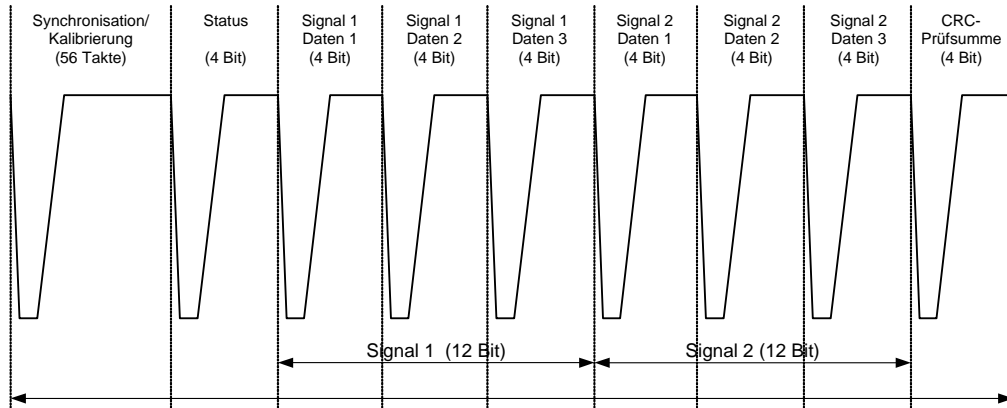 Synchronisation/
Kalibrierung
(56 Takte)
Status
(4 Bit)
Signal 1
Daten 1
(4 Bit)
Signal 1
Daten 2
(4 Bit)
Signal 1
Daten 3
(4 Bit)
Signal 2
Daten 1
(4 Bit)
Signal 2
Daten 2
(4 Bit)
Signal 2
Daten 3
(4 Bit)
CRC-
Prüfsumme
(4 Bit)
Signal 1 (12 Bit)
Signal 2 (12 Bit)